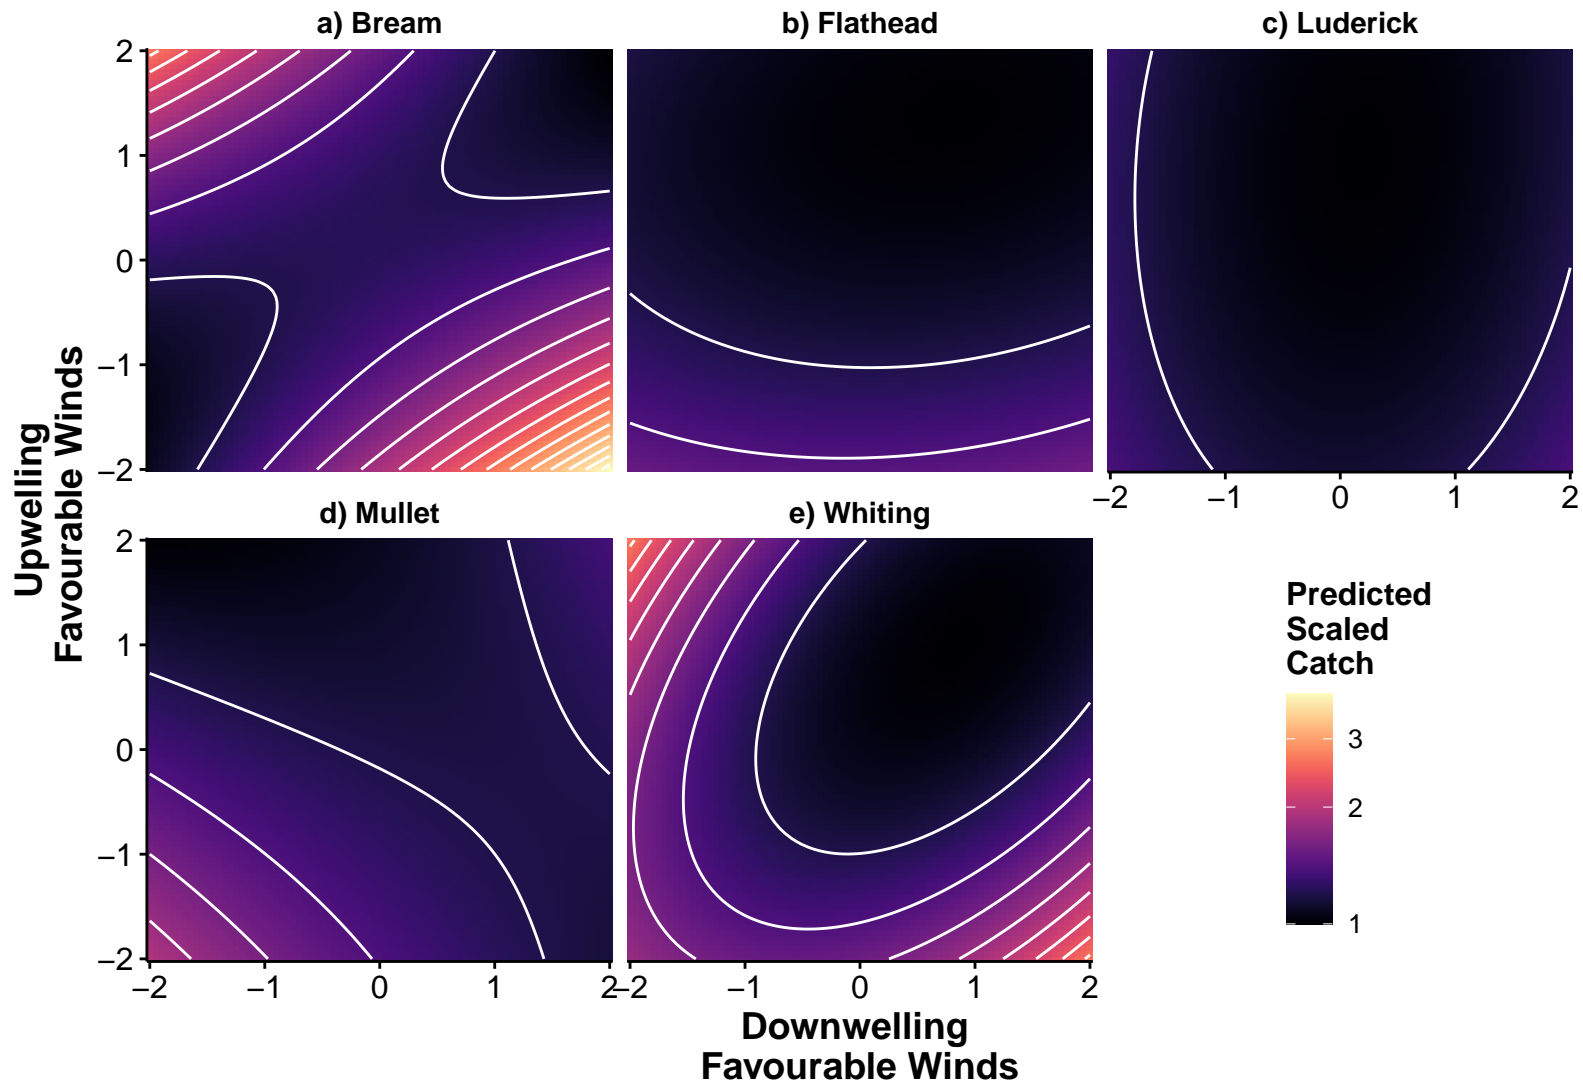 a) Bream
b) Flathead
c) Luderick
2
1
0
−1
−2
−2 −1 0 1 2
Upwelling
Favourable Winds
d) Mullet
e) Whiting
2
1
0
−1
−2
−2 −1 0 1 2
−2 −1 0 1 2
Downwelling
Favourable Winds
Predicted
Scaled
Catch
3
2
1